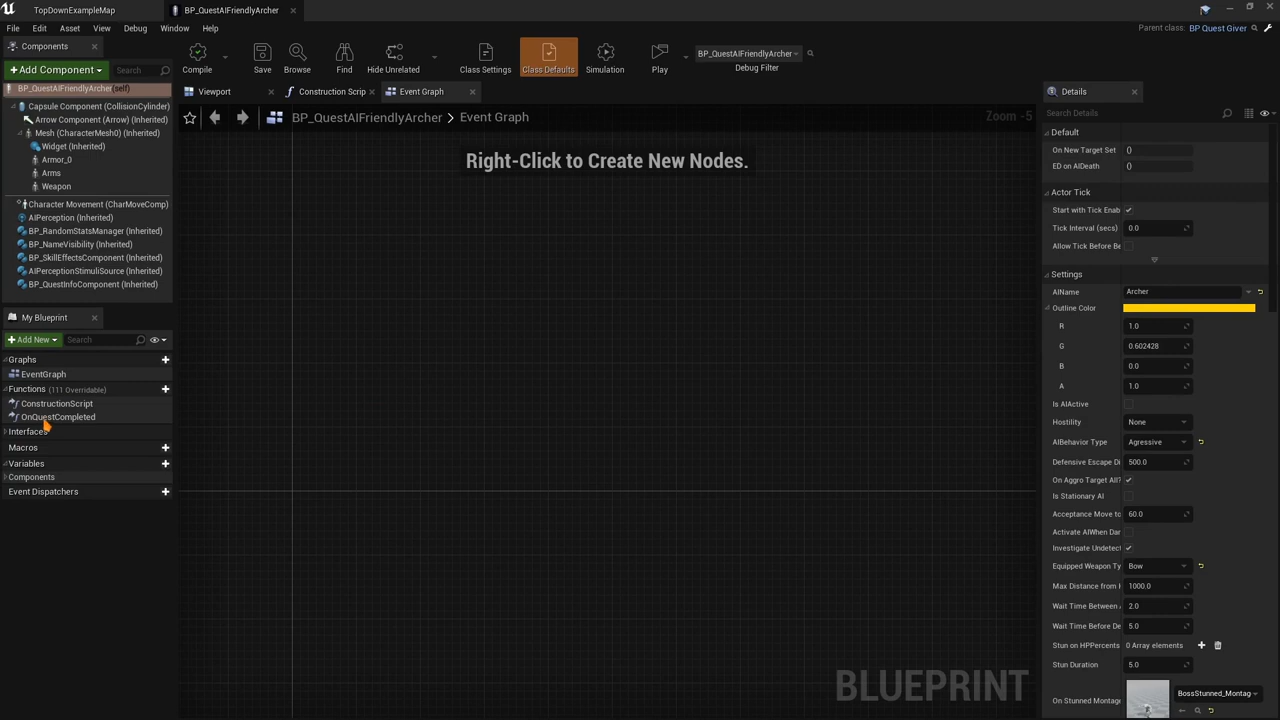 TopDownExampleMap
BP_QuestAIFriendlyArcher
File Edit Asset View Debug Window Help
Parent class: BP Quest Giver
Components
Add Component
Search
BP_QuestAIFriendlyArcher(self)
Capsule Component (CollisionCylinder)
Arrow Component (Arrow) (Inherited)
Mesh (CharacterMesh0) (Inherited)
Widget (Inherited)
Armor_0
Arms
Weapon
Character Movement (CharMoveComp)
AIPerception (Inherited)
BP_RandomStatsManager (Inherited)
BP_NameVisibility (Inherited)
BP_SkillEffectsComponent (Inherited)
AIPerceptionStimuliSource (Inherited)
BP_QuestInfoComponent (Inherited)
My Blueprint
Add New
Search
Graphs
EventGraph
Functions (111 Overridable)
ConstructionScript
OnQuestCompleted
Interfaces
Macros
Variables
Components
Event Dispatchers
Compile
Save
Browse
Find
Hide Unrelated
Class Settings
Class Defaults
Simulation
Play
BP_QuestAIFriendlyArcher
Debug Filter
Viewport
Construction Scrip
Event Graph
BP_QuestAIFriendlyArcher > Event Graph
Zoom -5
Right-Click to Create New Nodes.
BLUEPRINT
Details
Search Details
Default
On New Target Set ()
ED on AIDeath ()
Actor Tick
Start with Tick Enab
Tick Interval (secs) 0.0
Allow Tick Before Be
Settings
AIName Archer
Outline Color
R 1.0
G 0.602428
B 0.0
A 1.0
Is AIActive
Hostility None
AIBehavior Type Agressive
Defensive Escape Di 500.0
On Aggro Target All?
Is Stationary AI
Acceptance Move to 60.0
Activate AIWhen Dar
Investigate Undetect
Equipped Weapon Ty Bow
Max Distance from 1000.0
Wait Time Between 2.0
Wait Time Before De 5.0
Stun on HPPercents 0 Array elements
Stun Duration 5.0
On Stunned Montage BossStunned_Montag